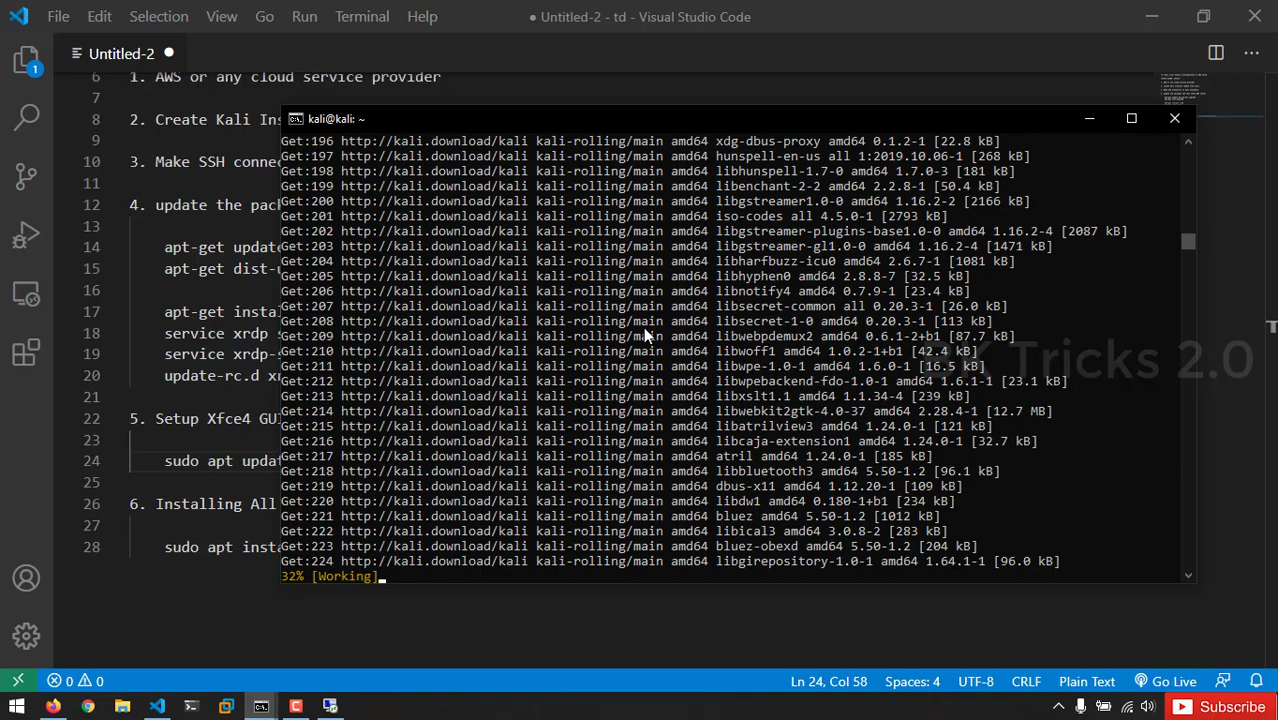 File Edit Selection View Go Run Terminal Help ● Untitled-2 - td - Visual Studio Code
Untitled-2
6 1. AWS or any cloud service provider
7
8 2. Create Kali Ins
9
10 3. Make SSH connec
11
12 4. update the pack
13
14 apt-get updat
15 apt-get dist-u
16
17 apt-get instal
18 service xrdp s
19 service xrdp-s
20 update-rc.d xr
21
22 5. Setup Xfce4 GUI
23
24 sudo apt updat
25
26 6. Installing All
27
28 sudo apt insta
1
kali@kali: ~
Get:196 http://kali.download/kali kali-rolling/main amd64 xdg-dbus-proxy amd64 0.1.2-1 [22.8 kB]
Get:197 http://kali.download/kali kali-rolling/main amd64 hunspell-en-us all 1:2019.10.06-1 [268 kB]
Get:198 http://kali.download/kali kali-rolling/main amd64 libhunspell-1.7-0 amd64 1.7.0-3 [181 kB]
Get:199 http://kali.download/kali kali-rolling/main amd64 libenchant-2-2 amd64 2.2.8-1 [50.4 kB]
Get:200 http://kali.download/kali kali-rolling/main amd64 libgstreamer1.0-0 amd64 1.16.2-2 [2166 kB]
Get:201 http://kali.download/kali kali-rolling/main amd64 iso-codes all 4.5.0-1 [2793 kB]
Get:202 http://kali.download/kali kali-rolling/main amd64 libgstreamer-plugins-base1.0-0 amd64 1.16.2-4 [2087 kB]
Get:203 http://kali.download/kali kali-rolling/main amd64 libgstreamer-gl1.0-0 amd64 1.16.2-4 [1471 kB]
Get:204 http://kali.download/kali kali-rolling/main amd64 libharfbuzz-icu0 amd64 2.6.7-1 [1081 kB]
Get:205 http://kali.download/kali kali-rolling/main amd64 libhyphen0 amd64 2.8.8-7 [32.5 kB]
Get:206 http://kali.download/kali kali-rolling/main amd64 libnotify4 amd64 0.7.9-1 [23.4 kB]
Get:207 http://kali.download/kali kali-rolling/main amd64 libsecret-common all 0.20.3-1 [26.0 kB]
Get:208 http://kali.download/kali kali-rolling/main amd64 libsecret-1-0 amd64 0.20.3-1 [113 kB]
Get:209 http://kali.download/kali kali-rolling/main amd64 libwebpdemux2 amd64 0.6.1-2+b1 [87.7 kB]
Get:210 http://kali.download/kali kali-rolling/main amd64 libwoff1 amd64 1.0.2-1+b1 [42.4 kB]
Get:211 http://kali.download/kali kali-rolling/main amd64 libwpe-1.0-1 amd64 1.6.0-1 [16.5 kB]
Get:212 http://kali.download/kali kali-rolling/main amd64 libwpebackend-fdo-1.0-1 amd64 1.6.1-1 [23.1 kB]
Get:213 http://kali.download/kali kali-rolling/main amd64 libxslt1.1 amd64 1.1.34-4 [239 kB]
Get:214 http://kali.download/kali kali-rolling/main amd64 libwebkit2gtk-4.0-37 amd64 2.28.4-1 [12.7 MB]
Get:215 http://kali.download/kali kali-rolling/main amd64 libatrilview3 amd64 1.24.0-1 [121 kB]
Get:216 http://kali.download/kali kali-rolling/main amd64 libcaja-extension1 amd64 1.24.0-1 [32.7 kB]
Get:217 http://kali.download/kali kali-rolling/main amd64 atril amd64 1.24.0-1 [185 kB]
Get:218 http://kali.download/kali kali-rolling/main amd64 libbluetooth3 amd64 5.50-1.2 [96.1 kB]
Get:219 http://kali.download/kali kali-rolling/main amd64 dbus-x11 amd64 1.12.20-1 [109 kB]
Get:220 http://kali.download/kali kali-rolling/main amd64 libdw1 amd64 0.180-1+b1 [234 kB]
Get:221 http://kali.download/kali kali-rolling/main amd64 bluez amd64 5.50-1.2 [1012 kB]
Get:222 http://kali.download/kali kali-rolling/main amd64 libical3 amd64 3.0.8-2 [283 kB]
Get:223 http://kali.download/kali kali-rolling/main amd64 bluez-obexd amd64 5.50-1.2 [204 kB]
Get:224 http://kali.download/kali kali-rolling/main amd64 libgirepository-1.0-1 amd64 1.64.1-1 [96.0 kB]
32% [Working]
Tricks 2.0
0 0 Ln 24, Col 58 Spaces: 4 UTF-8 CRLF Plain Text Go Live
Subscribe